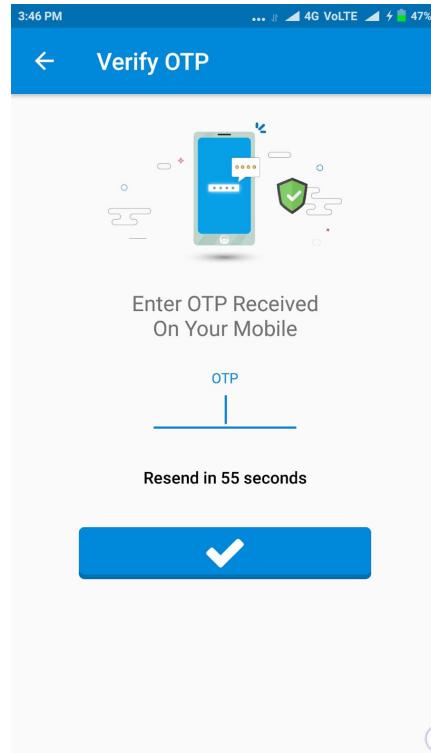 3:46 PM
... 4G VoLTE 47%
Verify OTP
Enter OTP Received
On Your Mobile
OTP
Resend in 55 seconds